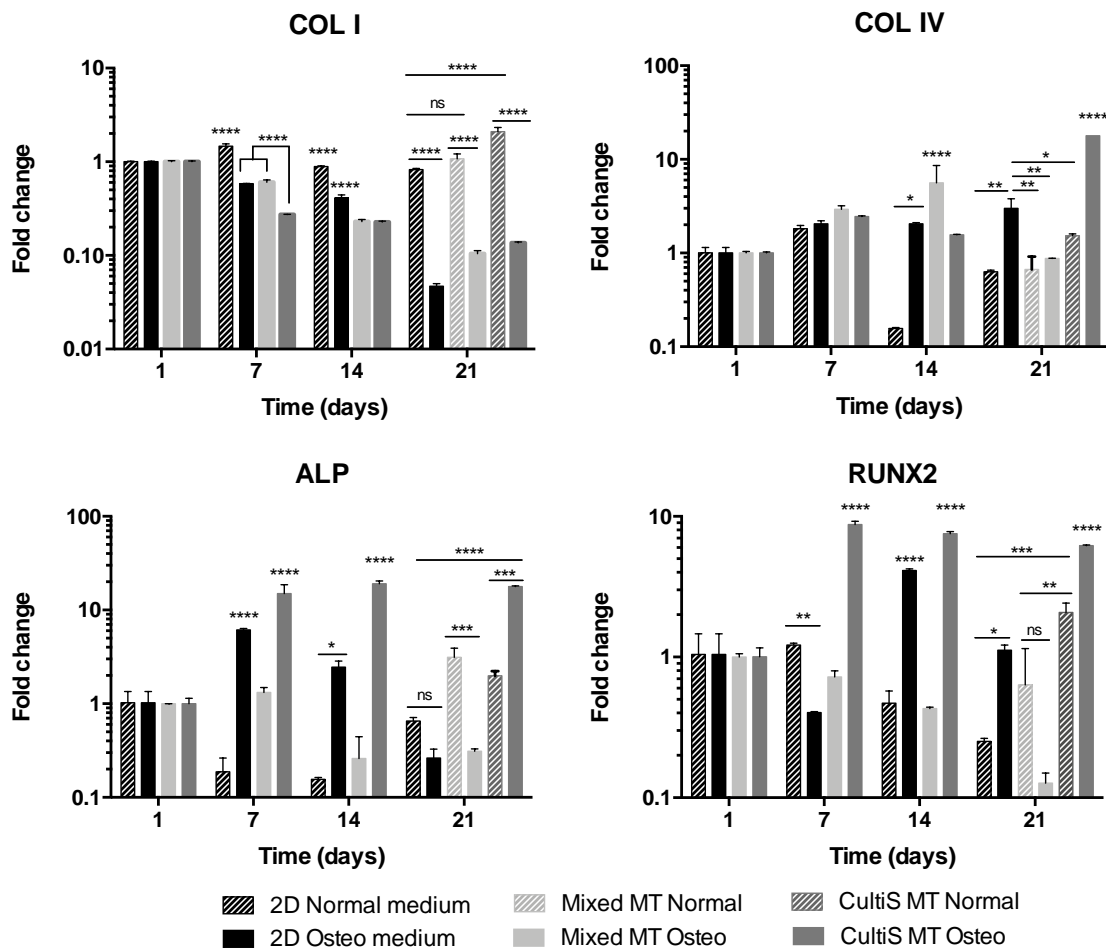 COL I
Fold change
10
1
0.10
0.01
****
****
****
****
****
ns
****
****
****
1 7 14 21
Time (days)
COL IV
Fold change
100
10
1
0.1
*
****
**
*
**
**
****
1 7 14 21
Time (days)
ALP
Fold change
100
10
1
0.1
****
****
*
****
ns
***
****
***
1 7 14 21
Time (days)
RUNX2
Fold change
10
1
0.1
**
****
****
****
*
***
ns
**
****
1 7 14 21
Time (days)
2D Normal medium
2D Osteo medium
Mixed MT Normal
Mixed MT Osteo
CultiS MT Normal
CultiS MT Osteo